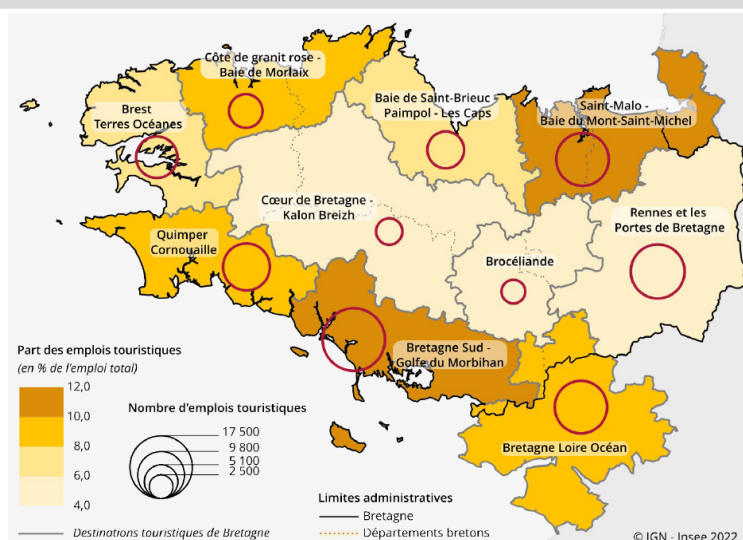 Côte de granit rose -
Baie de Morlaix
Brest
Terres Océanes
Baie de Saint-Brieuc -
Paimpol - Les Caps
Saint-Malo -
Baie du Mont-Saint-Michel
Cœur de Bretagne -
Kalon Breizh
Rennes et les
Portes de Bretagne
Quimper
Cornouaille
Brocéliande
Bretagne Sud -
Golfe du Morbihan
Bretagne Loire Océan
Part des emplois touristiques
(en % de l'emploi total)
12,0
10,0
8,0
6,0
4,0
Nombre d'emplois touristiques
17 500
9 800
5 100
2 500
Limites administratives
Bretagne
Destinations touristiques de Bretagne
Départements bretons
© IGN - Insee 2022